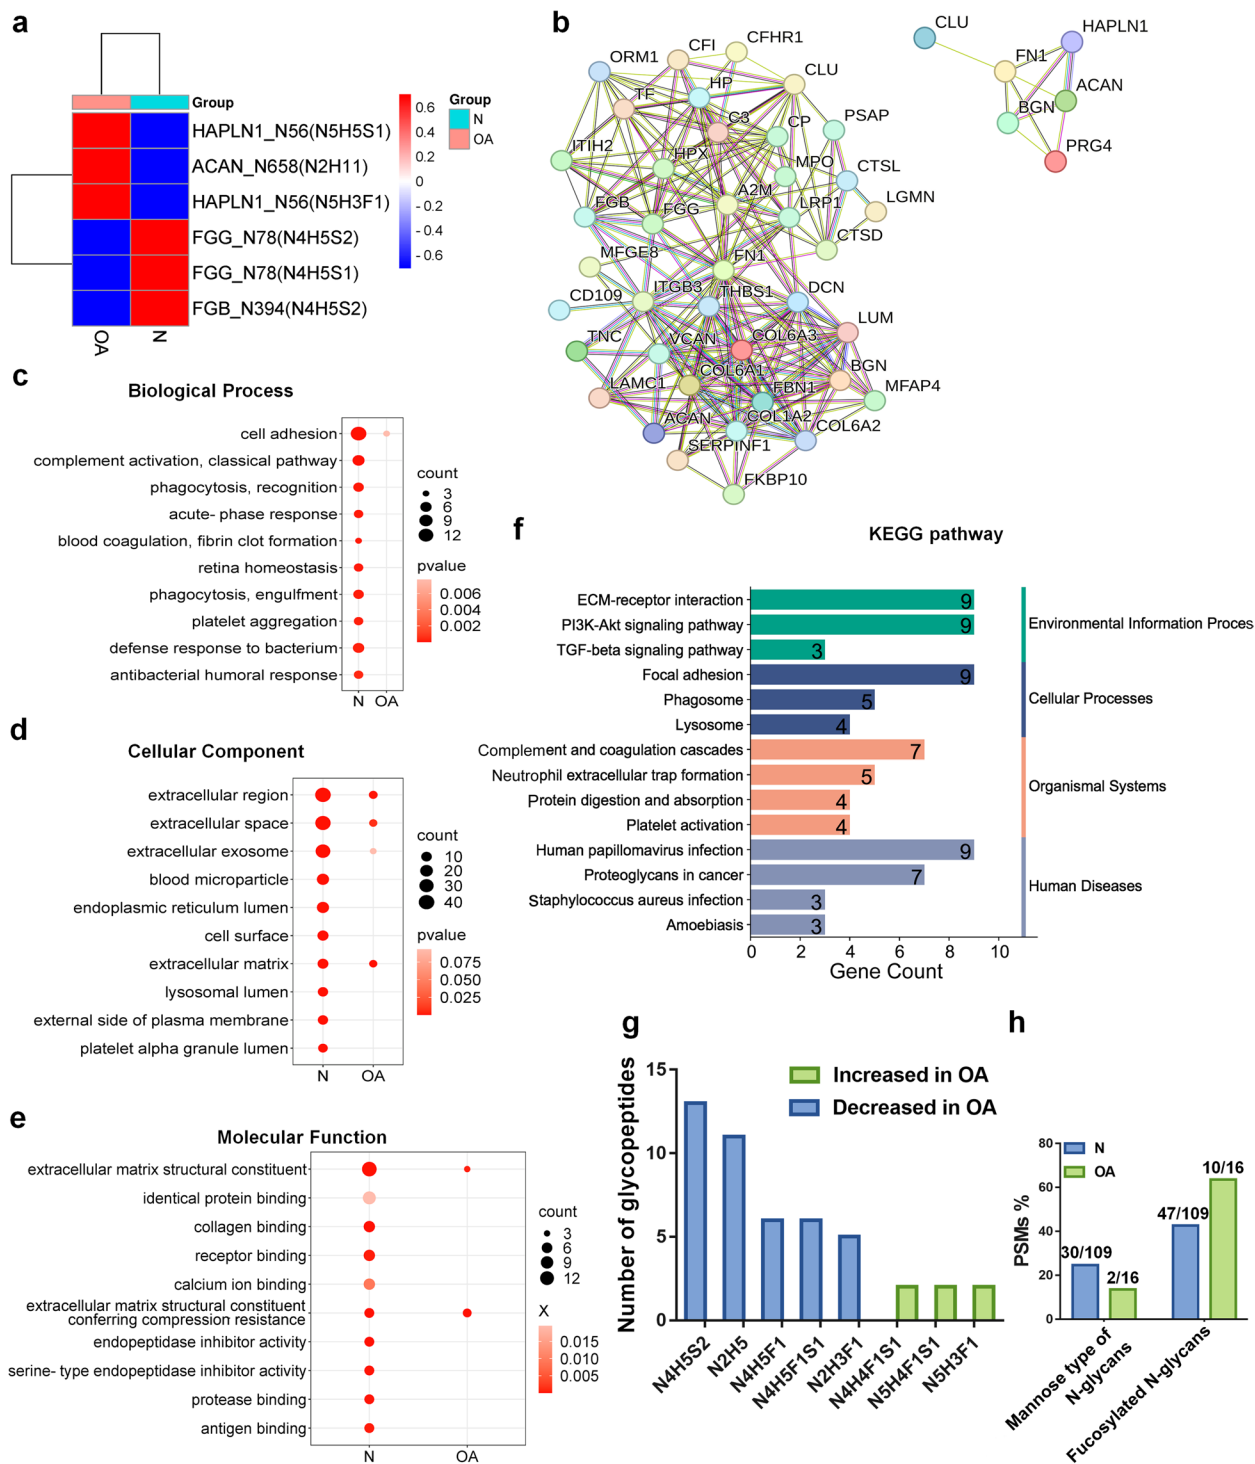 a
Group
HAPLN1_N56(N5H5S1)
ACAN_N658(N2H11)
HAPLN1_N56(N5H3F1)
FGG_N78(N4H5S2)
FGG_N78(N4H5S1)
FGB_N394(N4H5S2)
OA
N
0.6
0.4
0.2
0
- 0.2
- 0.4
- 0.6
Group
N
OA
b
ORM1
CFI
CFHR1
CLU
HP
TF
C3
CP
PSAP
ITIH2
HPX
MPO
CTSL
A2M
LGMN
FGB
FGG
LRP1
CTSD
MFGE8
FN1
CD109
ITGB3
THBS1
DCN
LUM
TNC
VCAN
COL6A3
COL6A1
BGN
LAMC1
FBN1
MFAP4
ACAN
COL1A2
COL6A2
SERPINF1
FKBP10
CLU
HAPLN1
FN1
ACAN
BGN
PRG4
c
Biological Process
cell adhesion
complement activation, classical pathway
phagocytosis, recognition
acute- phase response
blood coagulation, fibrin clot formation
retina homeostasis
phagocytosis, engulfment
platelet aggregation
defense response to bacterium
antibacterial humoral response
N OA
count
3
6
9
12
pvalue
0.006
0.004
0.002
d
Cellular Component
extracellular region
extracellular space
extracellular exosome
blood microparticle
endoplasmic reticulum lumen
cell surface
extracellular matrix
lysosomal lumen
external side of plasma membrane
platelet alpha granule lumen
N OA
count
10
20
30
40
pvalue
0.075
0.050
0.025
e
Molecular Function
extracellular matrix structural constituent
identical protein binding
collagen binding
receptor binding
calcium ion binding
extracellular matrix structural constituent
conferring compression resistance
endopeptidase inhibitor activity
serine- type endopeptidase inhibitor activity
protease binding
antigen binding
N OA
count
3
6
9
12
X
0.015
0.010
0.005
f
KEGG pathway
ECM-receptor interaction 9
PI3K-Akt signaling pathway 9
TGF-beta signaling pathway 3
Focal adhesion 9
Phagosome 5
Lysosome 4
Complement and coagulation cascades 7
Neutrophil extracellular trap formation 5
Protein digestion and absorption 4
Platelet activation 4
Human papillomavirus infection 9
Proteoglycans in cancer 7
Staphylococcus aureus infection 3
Amoebiasis 3
Environmental Information Proces
Cellular Processes
Organismal Systems
Human Diseases
0 2 4 6 8 10
Gene Count
g
Number of glycopeptides
15
10
5
0
Increased in OA
Decreased in OA
N4H5S2
N2H5
N4H5F1
N4H5F1S1
N2H3F1
N4H4F1S1
N5H4F1S1
N5H3F1
h
PSMs %
80
60
40
20
0
N
OA
30/109
2/16
47/109
10/16
Mannose type of
N-glycans
Fucosylated N-glycans